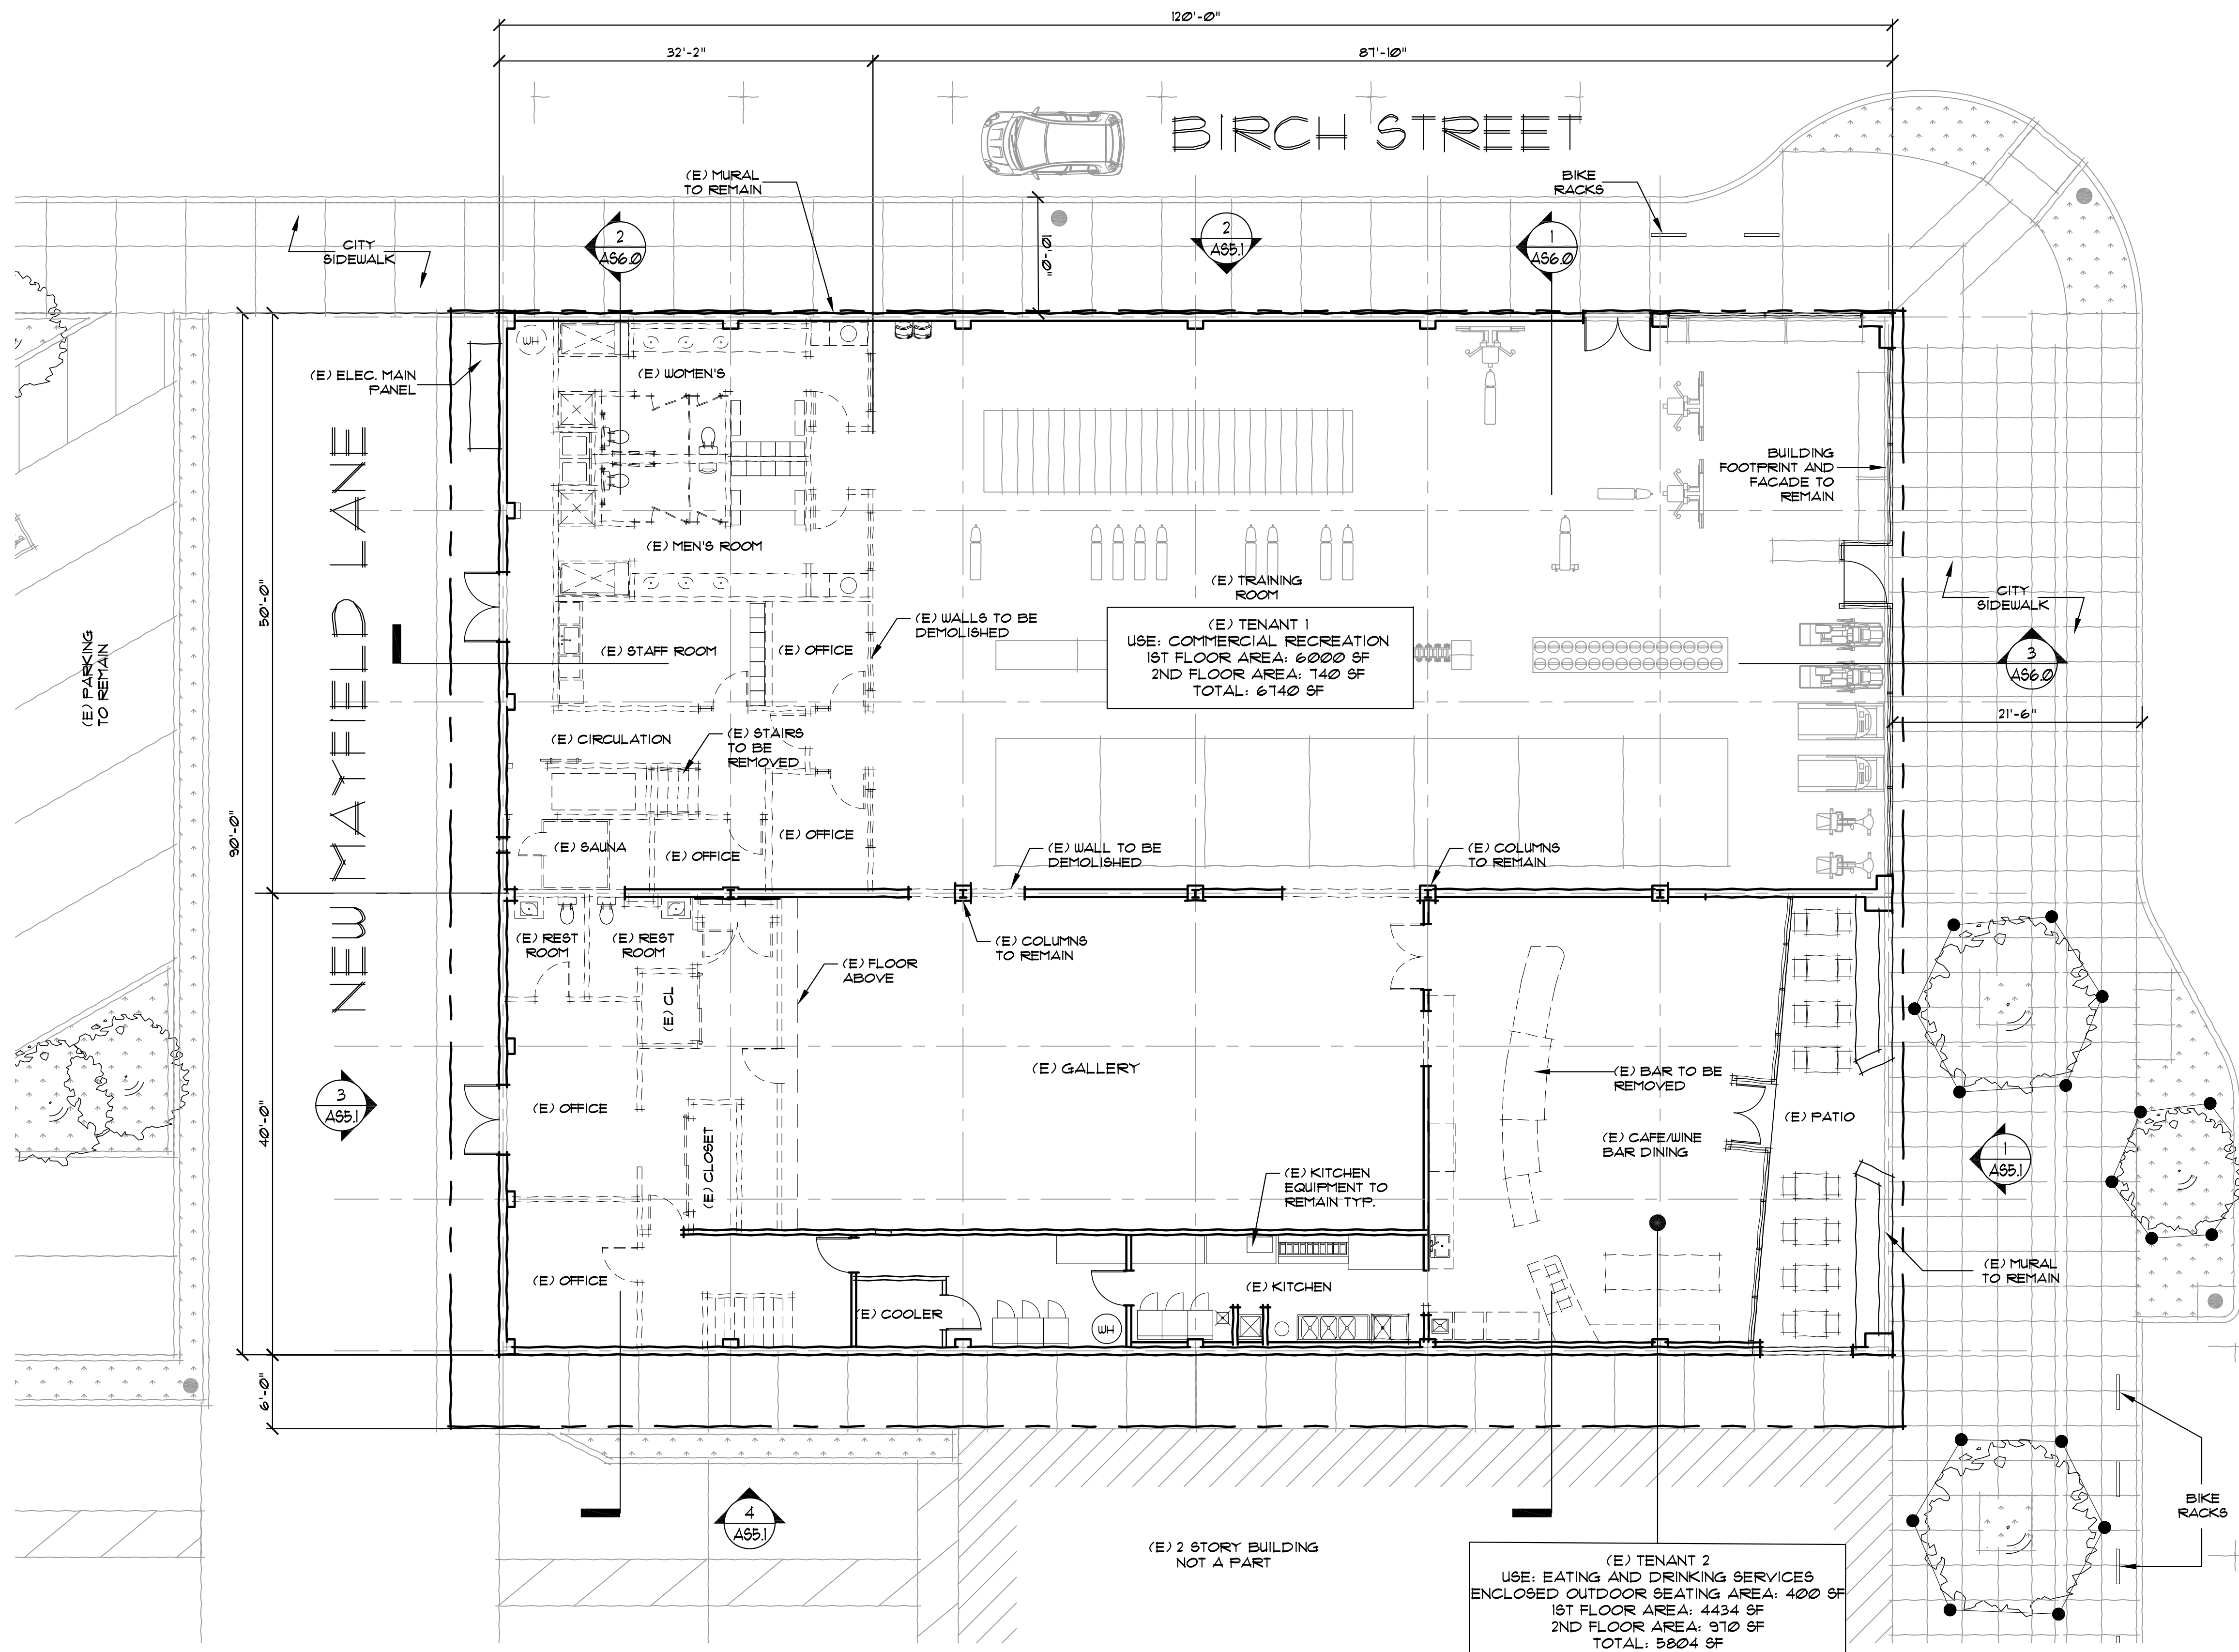 120'-0"
32'-2"
87'-10"
BIRCH STREET
(E) MURAL
TO REMAIN
BIKE
RACKS
CITY
SIDEWALK
2
AS6.0
10'-0"
2
AS5.1
1
AS6.0
(E) ELEC. MAIN
PANEL
WH
(E) WOMEN'S
BUILDING
FOOTPRINT AND
FACADE TO
REMAIN
(E) MEN'S ROOM
NEW MAYFIELD LANE
(E) PARKING
TO REMAIN
50'-0"
90'-0"
(E) TRAINING
ROOM
(E) WALLS TO BE
DEMOLISHED
(E) STAFF ROOM
(E) OFFICE
(E) TENANT 1
USE: COMMERCIAL RECREATION
1ST FLOOR AREA: 6000 SF
2ND FLOOR AREA: 740 SF
TOTAL: 6740 SF
CITY
SIDEWALK
3
AS6.0
21'-6"
(E) CIRCULATION
(E) STAIRS
TO BE
REMOVED
(E) OFFICE
(E) SAUNA
(E) OFFICE
(E) WALL TO BE
DEMOLISHED
(E) COLUMNS
TO REMAIN
(E) REST
ROOM
(E) REST
ROOM
(E) COLUMNS
TO REMAIN
(E) FLOOR
ABOVE
(E) CL
(E) GALLERY
(E) BAR TO BE
REMOVED
3
AS5.1
40'-0"
(E) OFFICE
(E) CLOSET
(E) PATIO
(E) CAFE/WINE
BAR DINING
1
AS5.1
(E) KITCHEN
EQUIPMENT TO
REMAIN TYP.
(E) MURAL
TO REMAIN
(E) OFFICE
(E) KITCHEN
(E) COOLER
WH
6'-0"
4
AS5.1
BIKE
RACKS
(E) 2 STORY BUILDING
NOT A PART
(E) TENANT 2
USE: EATING AND DRINKING SERVICES
ENCLOSED OUTDOOR SEATING AREA: 400 SF
1ST FLOOR AREA: 4434 SF
2ND FLOOR AREA: 970 SF
TOTAL: 5804 SF